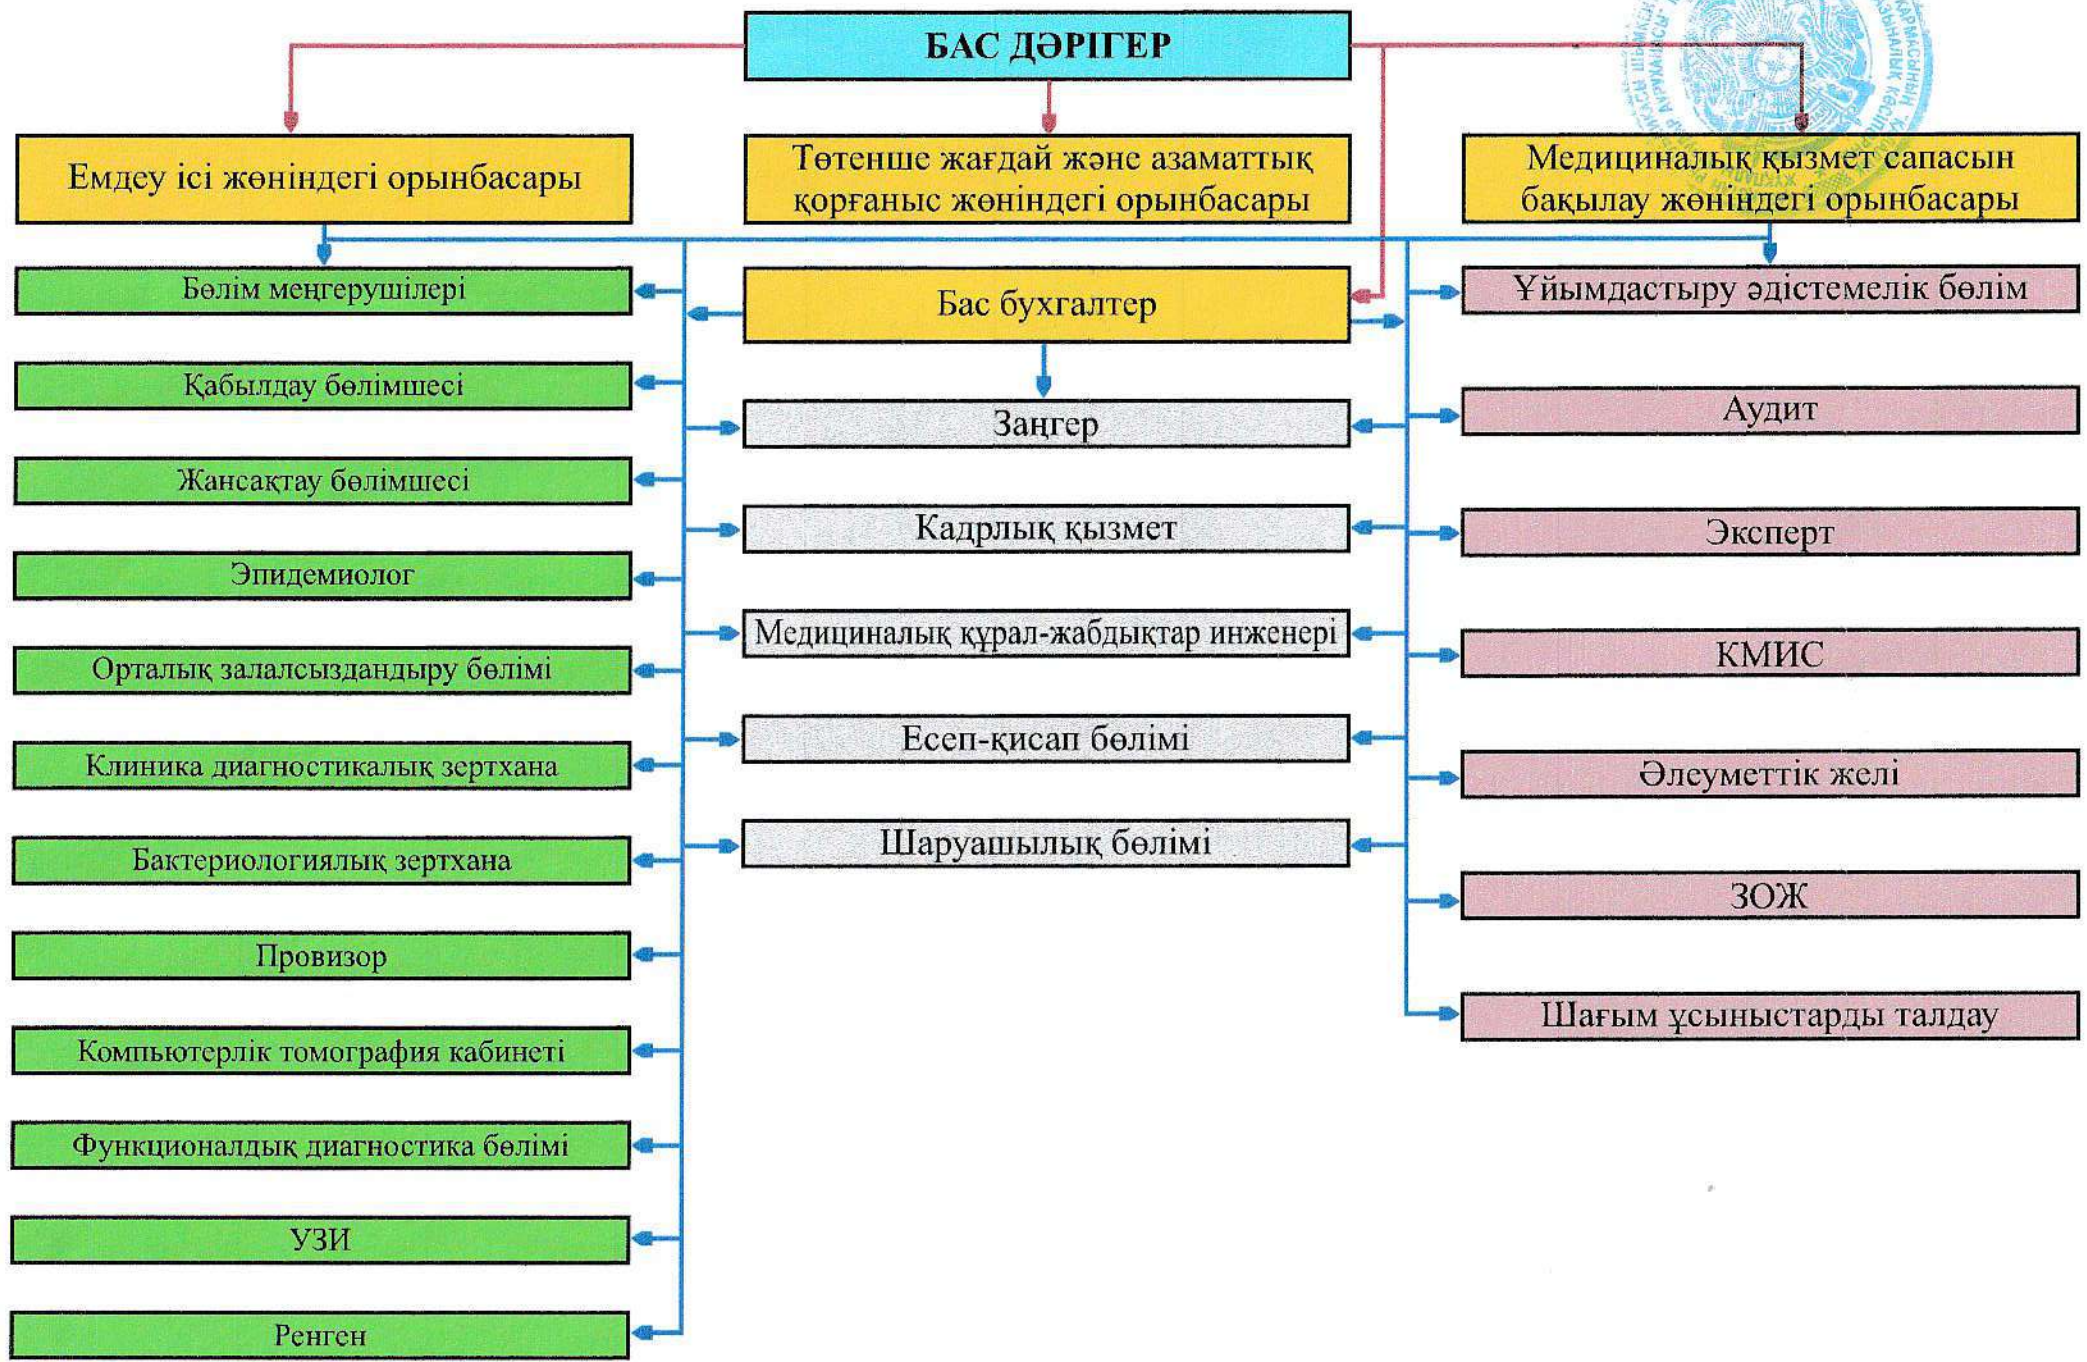 БАС ДӘРІГЕР
Емдеу ісі жөніндегі орынбасары
Төтенше жағдай және азаматтық
қорғаныс жөніндегі орынбасары
Медициналық қызмет сапасын
бақылау жөніндегі орынбасары
Бөлім меңгерушілері
Қабылдау бөлімшесі
Жансақтау бөлімшесі
Эпидемиолог
Орталық залалсыздандыру бөлімі
Клиника диагностикалық зертхана
Бактериологиялық зертхана
Провизор
Компьютерлік томография кабинеті
Функционалдық диагностика бөлімі
УЗИ
Ренген
Бас бухгалтер
Заңгер
Кадрлық қызмет
Медициналық құрал-жабдықтар инженері
Есеп-қисап бөлімі
Шаруашылық бөлімі
Ұйымдастыру әдістемелік бөлім
Аудит
Эксперт
КМИС
Әлеуметтік желі
ЗОЖ
Шағым ұсыныстарды талдау